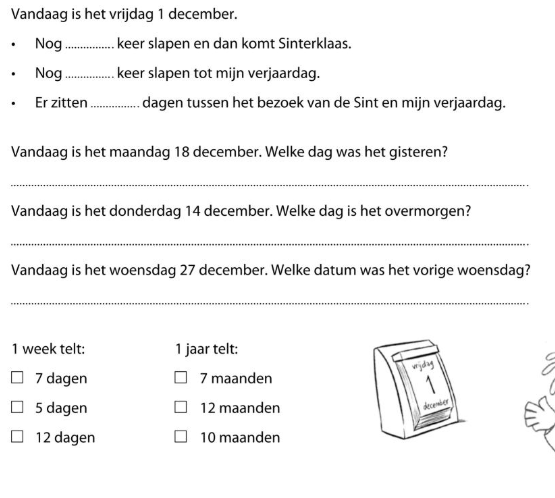 Vandaag is het vrijdag 1 december.
• Nog ................ keer slapen en dan komt Sinterklaas.
• Nog ................ keer slapen tot mijn verjaardag.
• Er zitten ................ dagen tussen het bezoek van de Sint en mijn verjaardag.
Vandaag is het maandag 18 december. Welke dag was het gisteren?
Vandaag is het donderdag 14 december. Welke dag is het overmorgen?
Vandaag is het woensdag 27 december. Welke datum was het vorige woensdag?
1 week telt: 1 jaar telt:
☐ 7 dagen ☐ 7 maanden
☐ 5 dagen ☐ 12 maanden
☐ 12 dagen ☐ 10 maanden
vrijdag
1
december